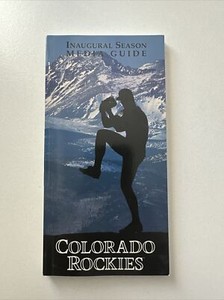 INAUGURAL SEASON
MEDIA GUIDE
COLORADO
ROCKIES